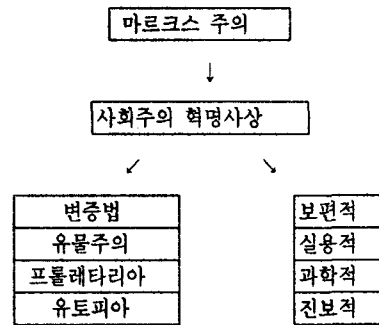 마르크스 주의
↓
사회주의 혁명사상
↙ ↘
변증법 보편적
유물주의 실용적
프롤레타리아 과학적
유토피아 진보적